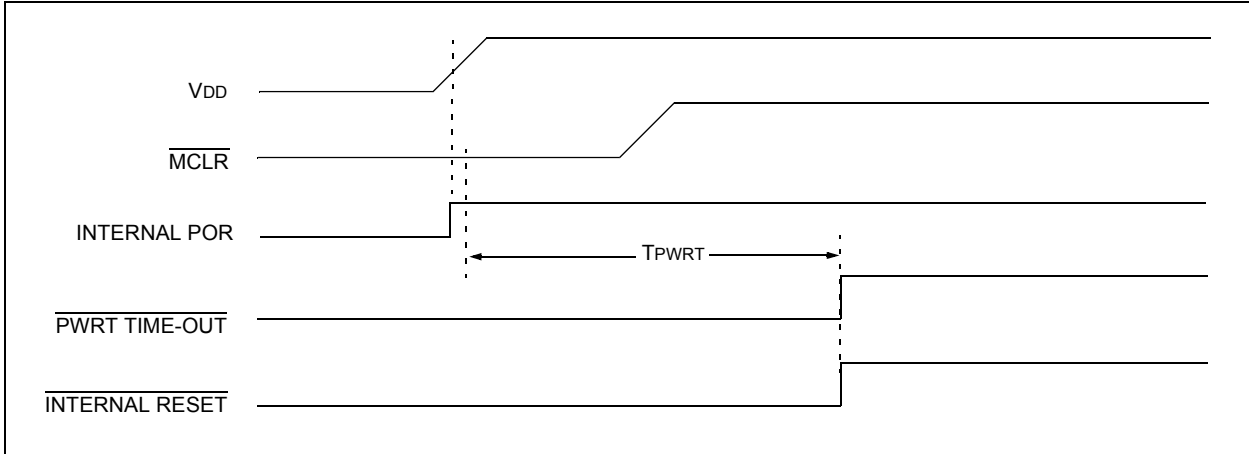 VDD
MCLR
INTERNAL POR
TPWRT
PWRT TIME-OUT
INTERNAL RESET